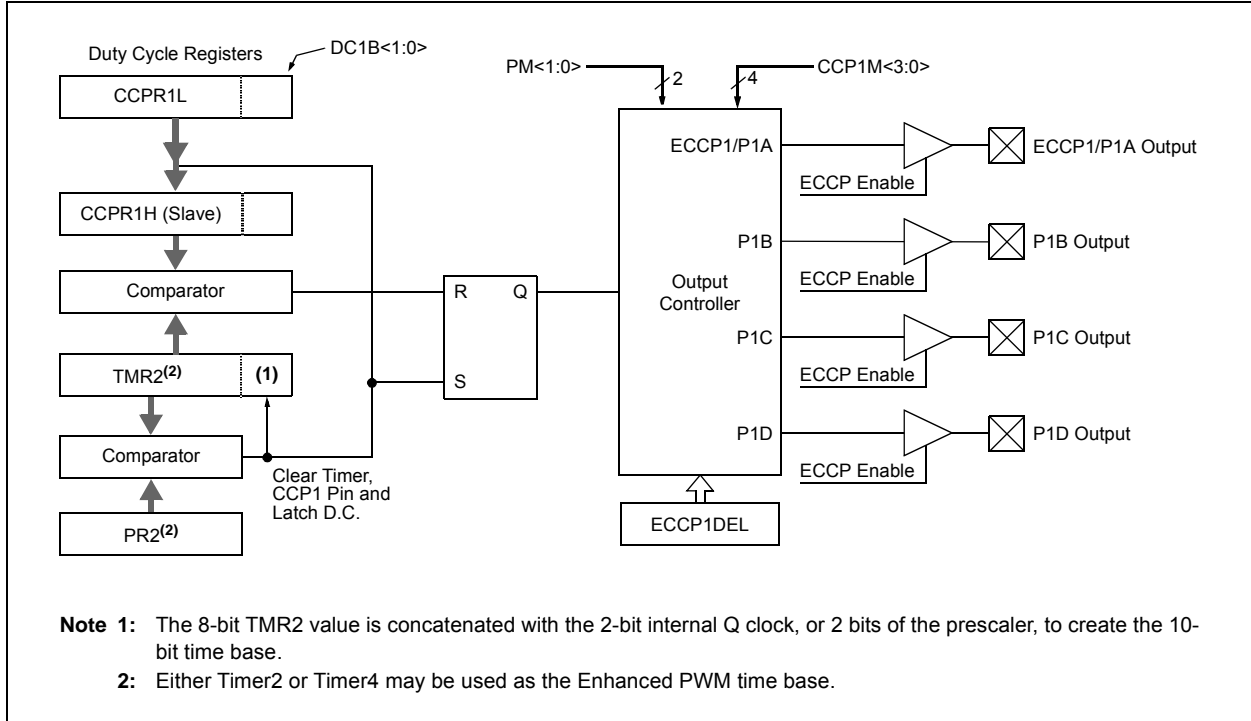 Duty Cycle Registers
DC1B<1:0>
CCPR1L
CCPR1H (Slave)
Comparator
TMR2(2)
(1)
Comparator
PR2(2)
Clear Timer,
CCP1 Pin and
Latch D.C.
R
Q
S
PM<1:0>
2
4
CCP1M<3:0>
Output
Controller
ECCP1/P1A
P1B
P1C
P1D
ECCP1DEL
ECCP Enable
ECCP1/P1A Output
ECCP Enable
P1B Output
ECCP Enable
P1C Output
ECCP Enable
P1D Output
Note 1: The 8-bit TMR2 value is concatenated with the 2-bit internal Q clock, or 2 bits of the prescaler, to create the 10-
bit time base.
2: Either Timer2 or Timer4 may be used as the Enhanced PWM time base.